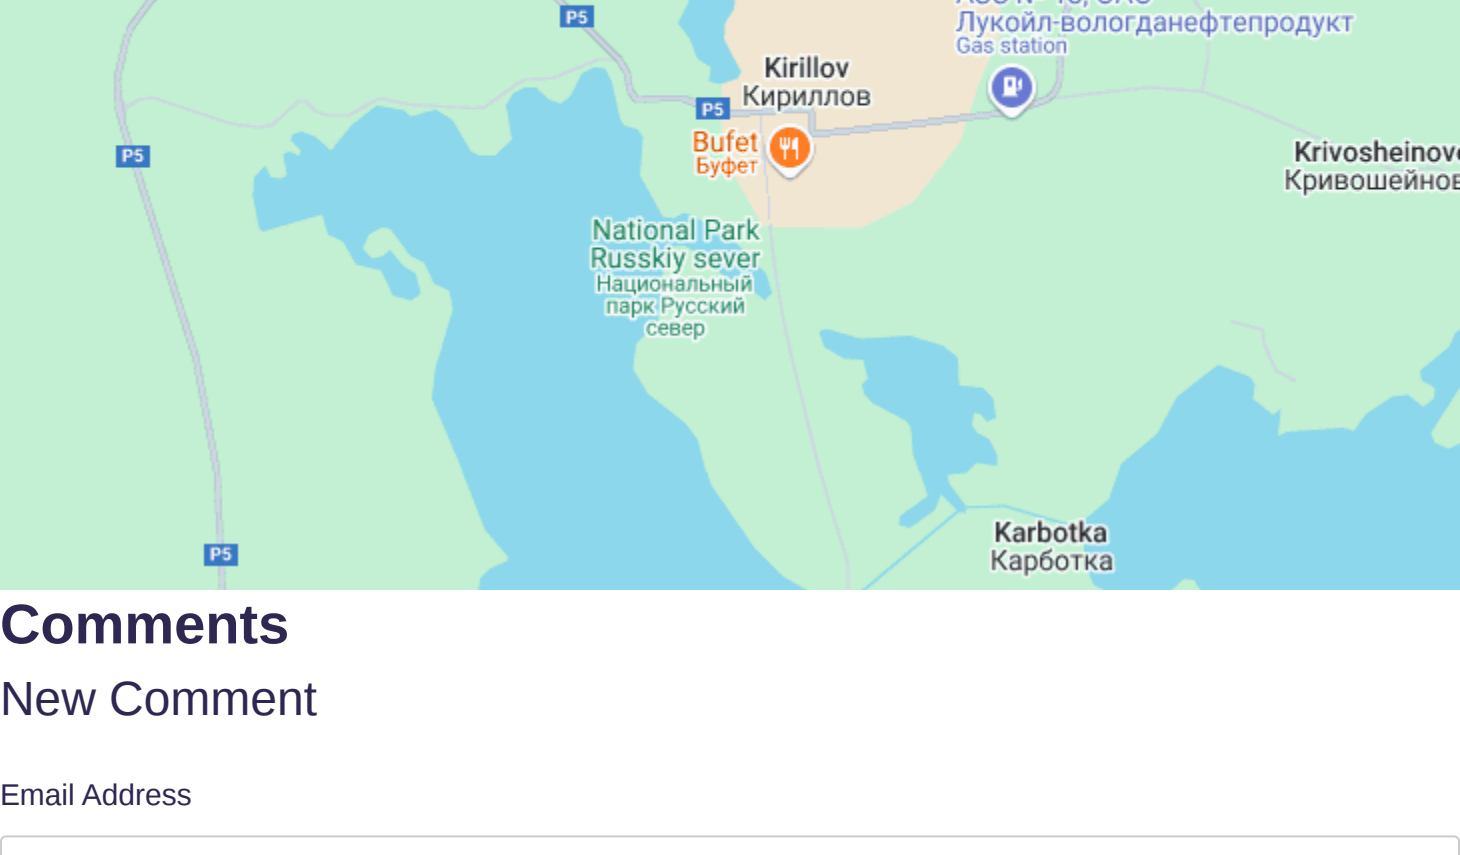 P5
Лукойл-вологданефтепродукт
Gas station
Kirillov
Кириллов
P5
Bufet
Буфет
P5
Krivosheinov
Кривошейнов
National Park
Russkiy sever
Национальный
парк Русский
север
Karbotka
Карботка
P5
Comments
New Comment
Email Address